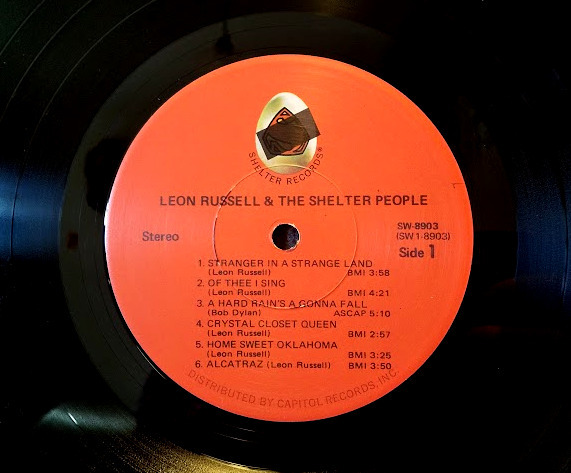 SHELTER RECORDS®
LEON RUSSELL & THE SHELTER PEOPLE
Stereo
SW-8903
(SW1-8903)
Side 1
1. STRANGER IN A STRANGE LAND
(Leon Russell) BMI 3:58
2. OF THEE I SING
(Leon Russell) BMI 4:21
3. A HARD RAIN'S A GONNA FALL
(Bob Dylan) ASCAP 5:10
4. CRYSTAL CLOSET QUEEN
(Leon Russell) BMI 2:57
5. HOME SWEET OKLAHOMA
(Leon Russell) BMI 3:25
6. ALCATRAZ (Leon Russell) BMI 3:50
DISTRIBUTED BY CAPITOL RECORDS, INC.